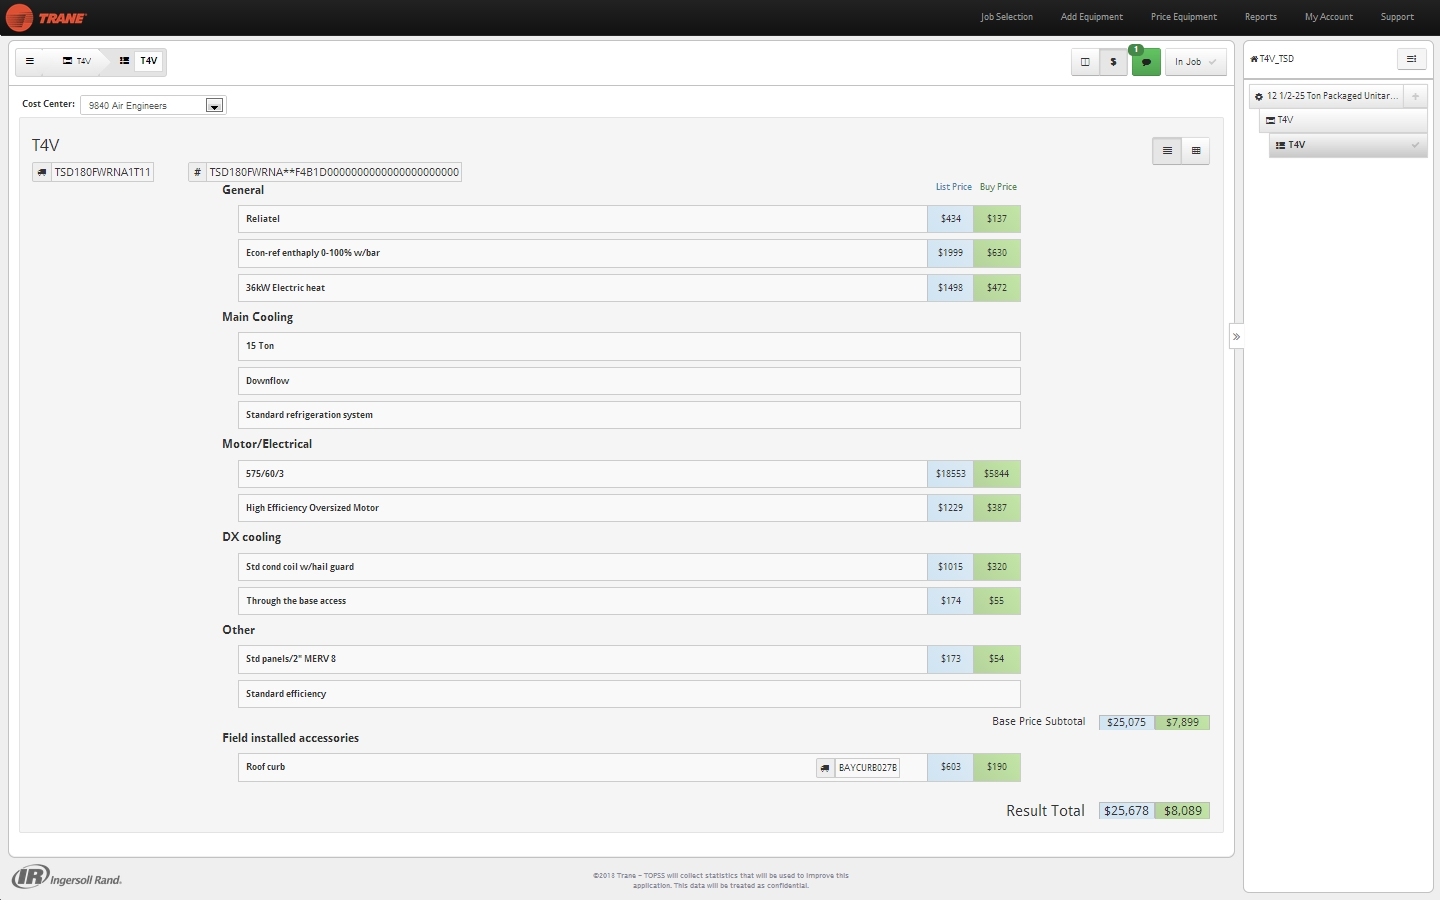 TRANE
Job Selection Add Equipment Price Equipment Reports My Account Support
T4V T4V
$ 1 In Job
T4V_TSD
Cost Center: 9840 Air Engineers
12 1/2-25 Ton Packaged Unitar...
T4V
T4V
T4V
TSD180FWRNA1T11 # TSD180FWRNA**F4B1D0000000000000000000000
General List Price Buy Price
Reliatel $434 $137
Econ-ref enthaply 0-100% w/bar $1999 $630
36kW Electric heat $1498 $472
Main Cooling
15 Ton
Downflow
Standard refrigeration system
Motor/Electrical
575/60/3 $18553 $5844
High Efficiency Oversized Motor $1229 $387
DX cooling
Std cond coil w/hail guard $1015 $320
Through the base access $174 $55
Other
Std panels/2" MERV 8 $173 $54
Standard efficiency
Base Price Subtotal $25,075 $7,899
Field installed accessories
Roof curb BAYCURB027B $603 $190
Result Total $25,678 $8,089
IR Ingersoll Rand.
©2018 Trane - TOPSS will collect statistics that will be used to improve this
application. This data will be treated as confidential.